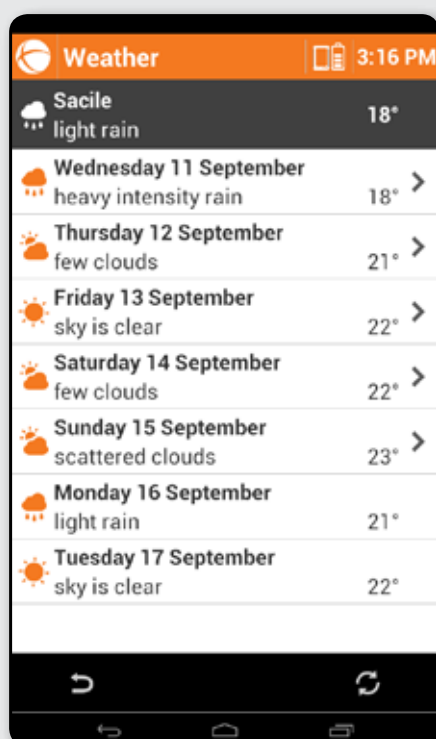 Weather
3:16 PM
Sacile
18°
light rain
Wednesday 11 September
heavy intensity rain
18°
Thursday 12 September
few clouds
21°
Friday 13 September
sky is clear
22°
Saturday 14 September
few clouds
22°
Sunday 15 September
scattered clouds
23°
Monday 16 September
light rain
21°
Tuesday 17 September
sky is clear
22°